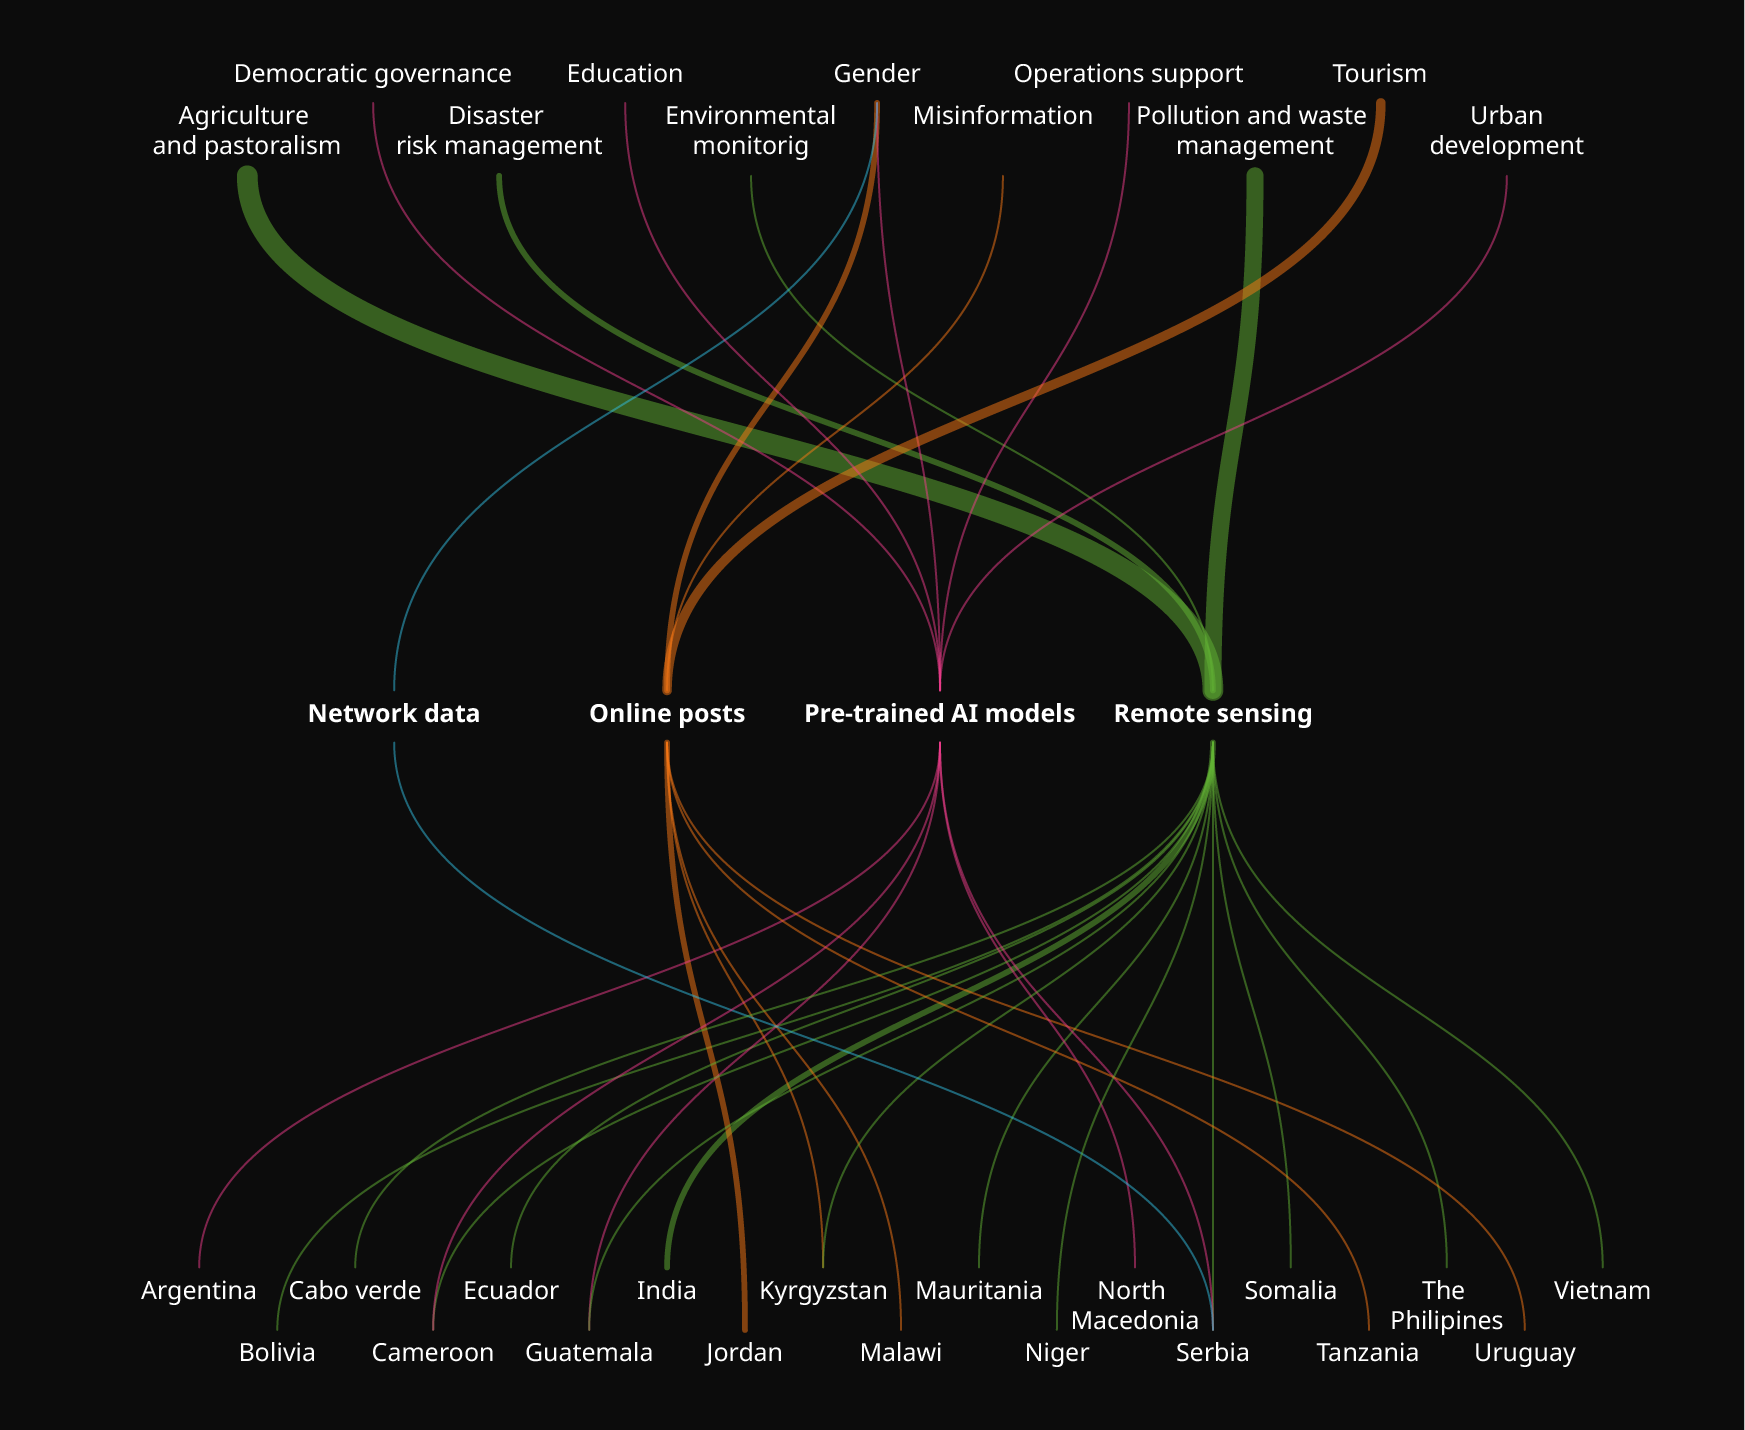 Democratic governance
Education
Gender
Operations support
Tourism
Agriculture
and pastoralism
Disaster
risk management
Environmental
monitorig
Misinformation
Pollution and waste
management
Urban
development
Network data
Online posts
Pre-trained AI models
Remote sensing
Argentina
Cabo verde
Ecuador
India
Kyrgyzstan
Mauritania
North
Macedonia
Somalia
The
Philipines
Vietnam
Bolivia
Cameroon
Guatemala
Jordan
Malawi
Niger
Serbia
Tanzania
Uruguay